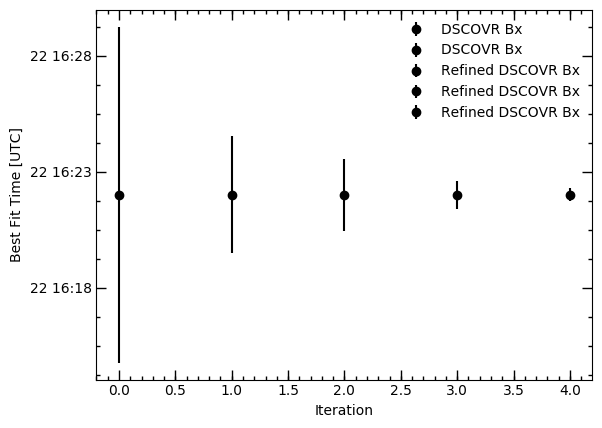 DSCOVR Bx
DSCOVR Bx
Refined DSCOVR Bx
Refined DSCOVR Bx
Refined DSCOVR Bx
22 16:28
22 16:23
22 16:18
Best Fit Time [UTC]
0.0 0.5 1.0 1.5 2.0 2.5 3.0 3.5 4.0
Iteration